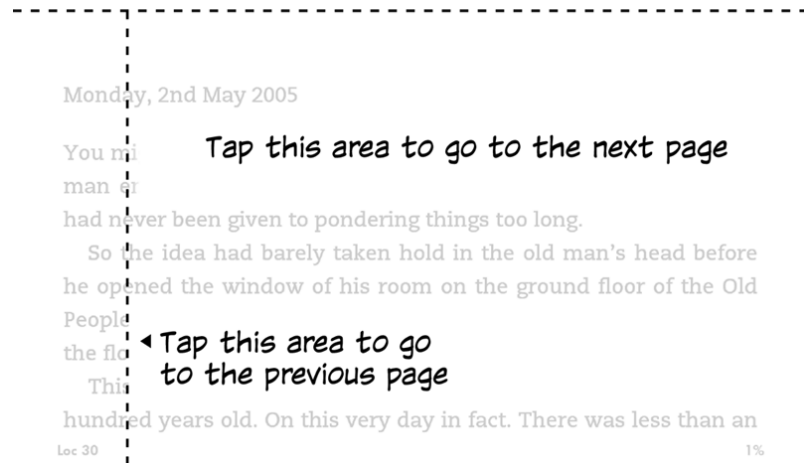 Monday, 2nd May 2005
Tap this area to go to the next page
You mi
man er
had never been given to pondering things too long.
So the idea had barely taken hold in the old man's head before
he opened the window of his room on the ground floor of the Old
People
Tap this area to go
to the previous page
the flo
This
hundred years old. On this very day in fact. There was less than an
Loc 30 1%